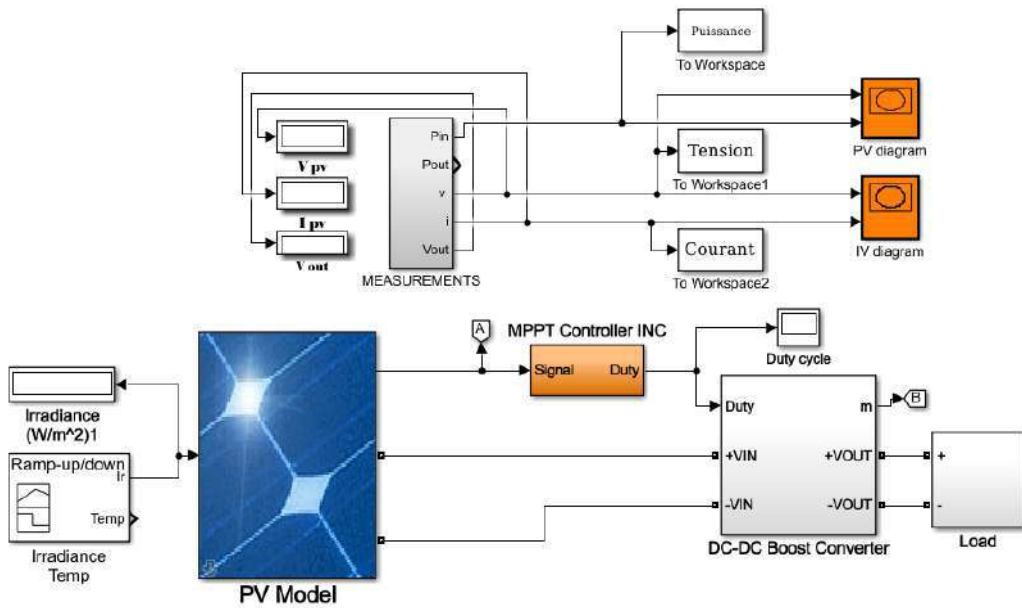 Puissance
To Workspace
Pin
Pout
v
i
Vout
MEASUREMENTS
V pv
I pv
V out
Tension
To Workspace1
Courant
To Workspace2
PV diagram
IV diagram
A
MPPT Controller INC
Signal
Duty
Duty cycle
Irradiance
(W/m^2)1
Ramp-up/down
Ir
Temp
Irradiance
Temp
PV Model
Duty
m
B
+VIN
+VOUT
-VIN
-VOUT
DC-DC Boost Converter
+
-
Load